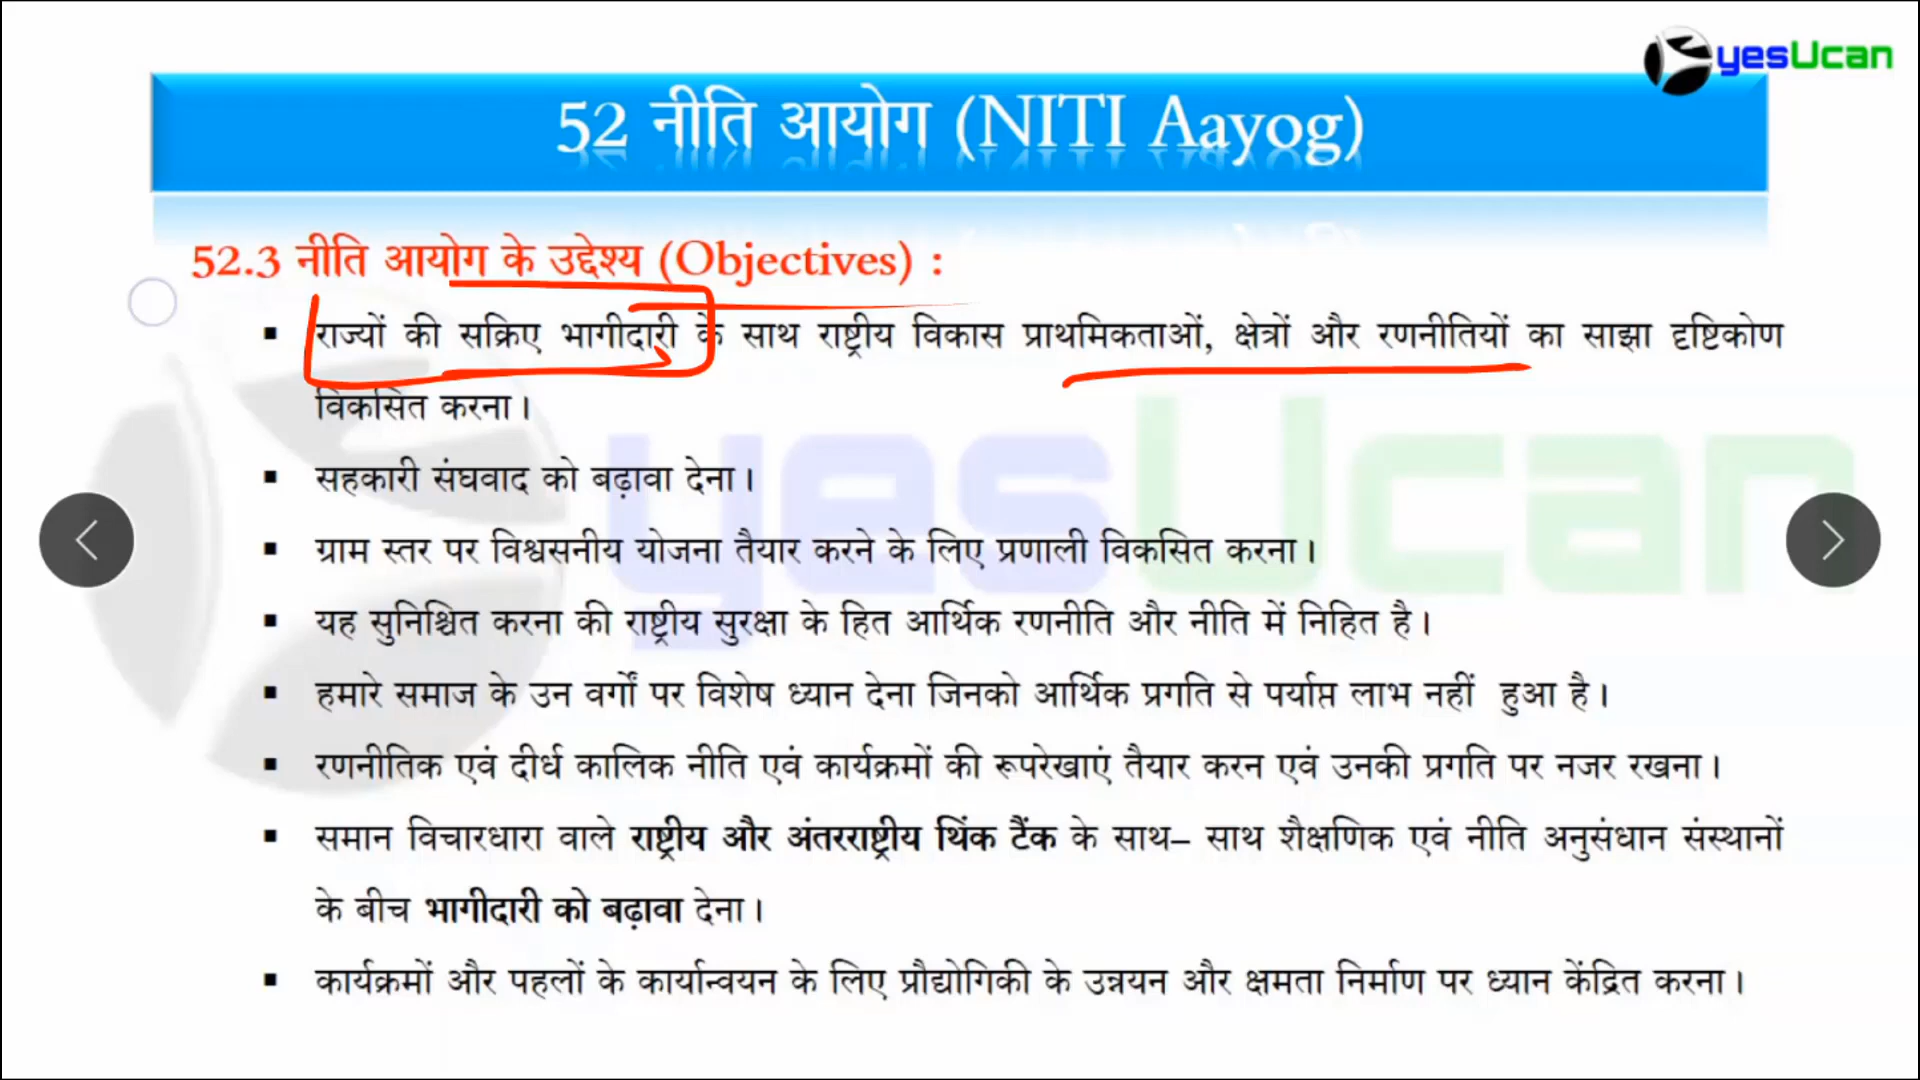 yesUcan
52 नीति आयोग (NITI Aayog)
52.3 नीति आयोग के उद्देश्य (Objectives) :
▪ राज्यों की सक्रिए भागीदारी के साथ राष्ट्रीय विकास प्राथमिकताओं, क्षेत्रों और रणनीतियों का साझा दृष्टिकोण
विकसित करना।
▪ सहकारी संघवाद को बढ़ावा देना।
▪ ग्राम स्तर पर विश्वसनीय योजना तैयार करने के लिए प्रणाली विकसित करना।
▪ यह सुनिश्चित करना की राष्ट्रीय सुरक्षा के हित आर्थिक रणनीति और नीति में निहित है।
▪ हमारे समाज के उन वर्गों पर विशेष ध्यान देना जिनको आर्थिक प्रगति से पर्याप्त लाभ नहीं हुआ है।
▪ रणनीतिक एवं दीर्ध कालिक नीति एवं कार्यक्रमों की रूपरेखाएं तैयार करन एवं उनकी प्रगति पर नजर रखना।
▪ समान विचारधारा वाले राष्ट्रीय और अंतरराष्ट्रीय थिंक टैंक के साथ– साथ शैक्षणिक एवं नीति अनुसंधान संस्थानों
के बीच भागीदारी को बढ़ावा देना।
▪ कार्यक्रमों और पहलों के कार्यान्वयन के लिए प्रौद्योगिकी के उन्नयन और क्षमता निर्माण पर ध्यान केंद्रित करना।
yesUcan